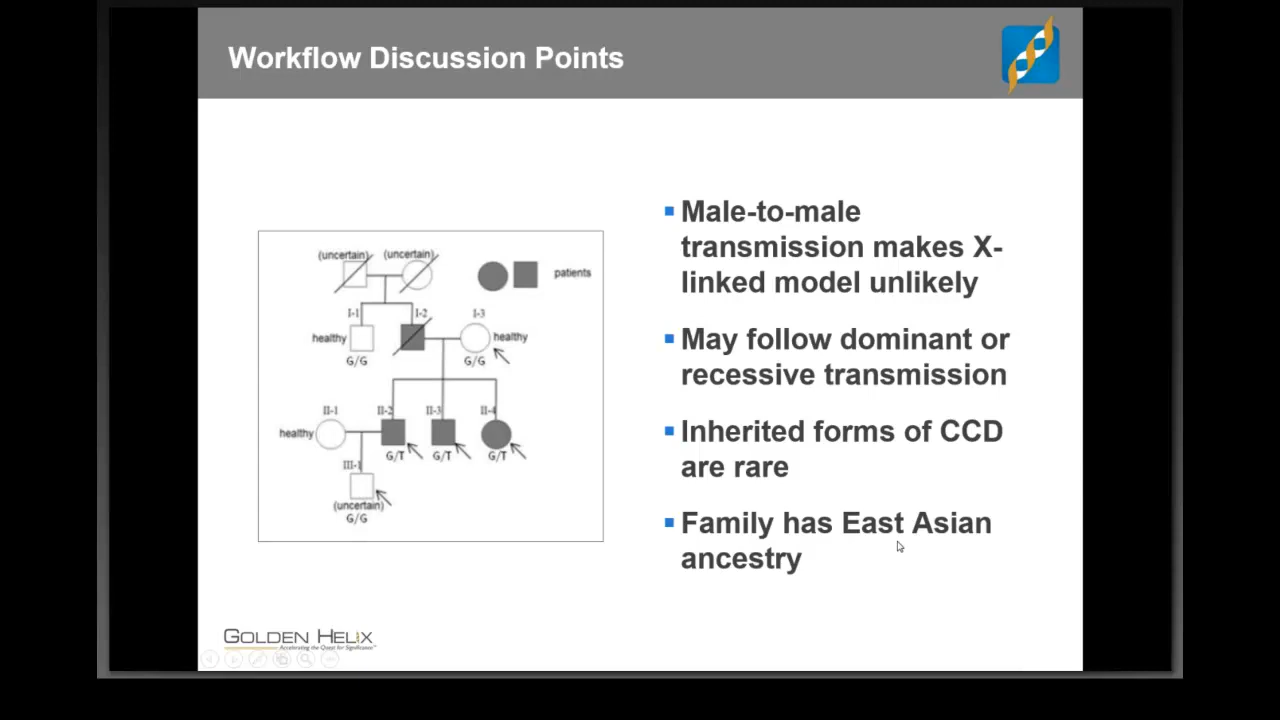 Workflow Discussion Points
(uncertain) (uncertain)
patients
I-1 I-2 I-3
healthy healthy
G/G G/G
II-1 II-2 II-3 II-4
healthy
G/T G/T G/T
III-1
(uncertain)
G/G
▪ Male-to-male
transmission makes X-
linked model unlikely
▪ May follow dominant or
recessive transmission
▪ Inherited forms of CCD
are rare
▪ Family has East Asian
ancestry
GOLDEN HELIX
Accelerating the Quest for Significance™